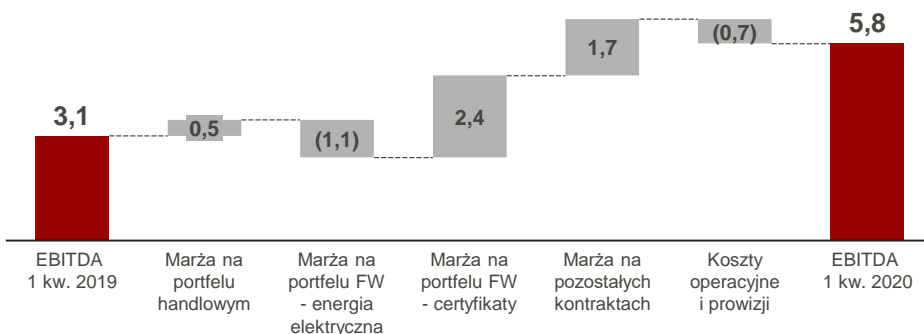 3,1
0,5
(1,1)
2,4
1,7
(0,7)
5,8
EBITDA
1 kw. 2019
Marża na
portfelu
handlowym
Marża na
portfelu FW
- energia
elektryczna
Marża na
portfelu FW
- certyfikaty
Marża na
pozostałych
kontraktach
Koszty
operacyjne
i prowizji
EBITDA
1 kw. 2020